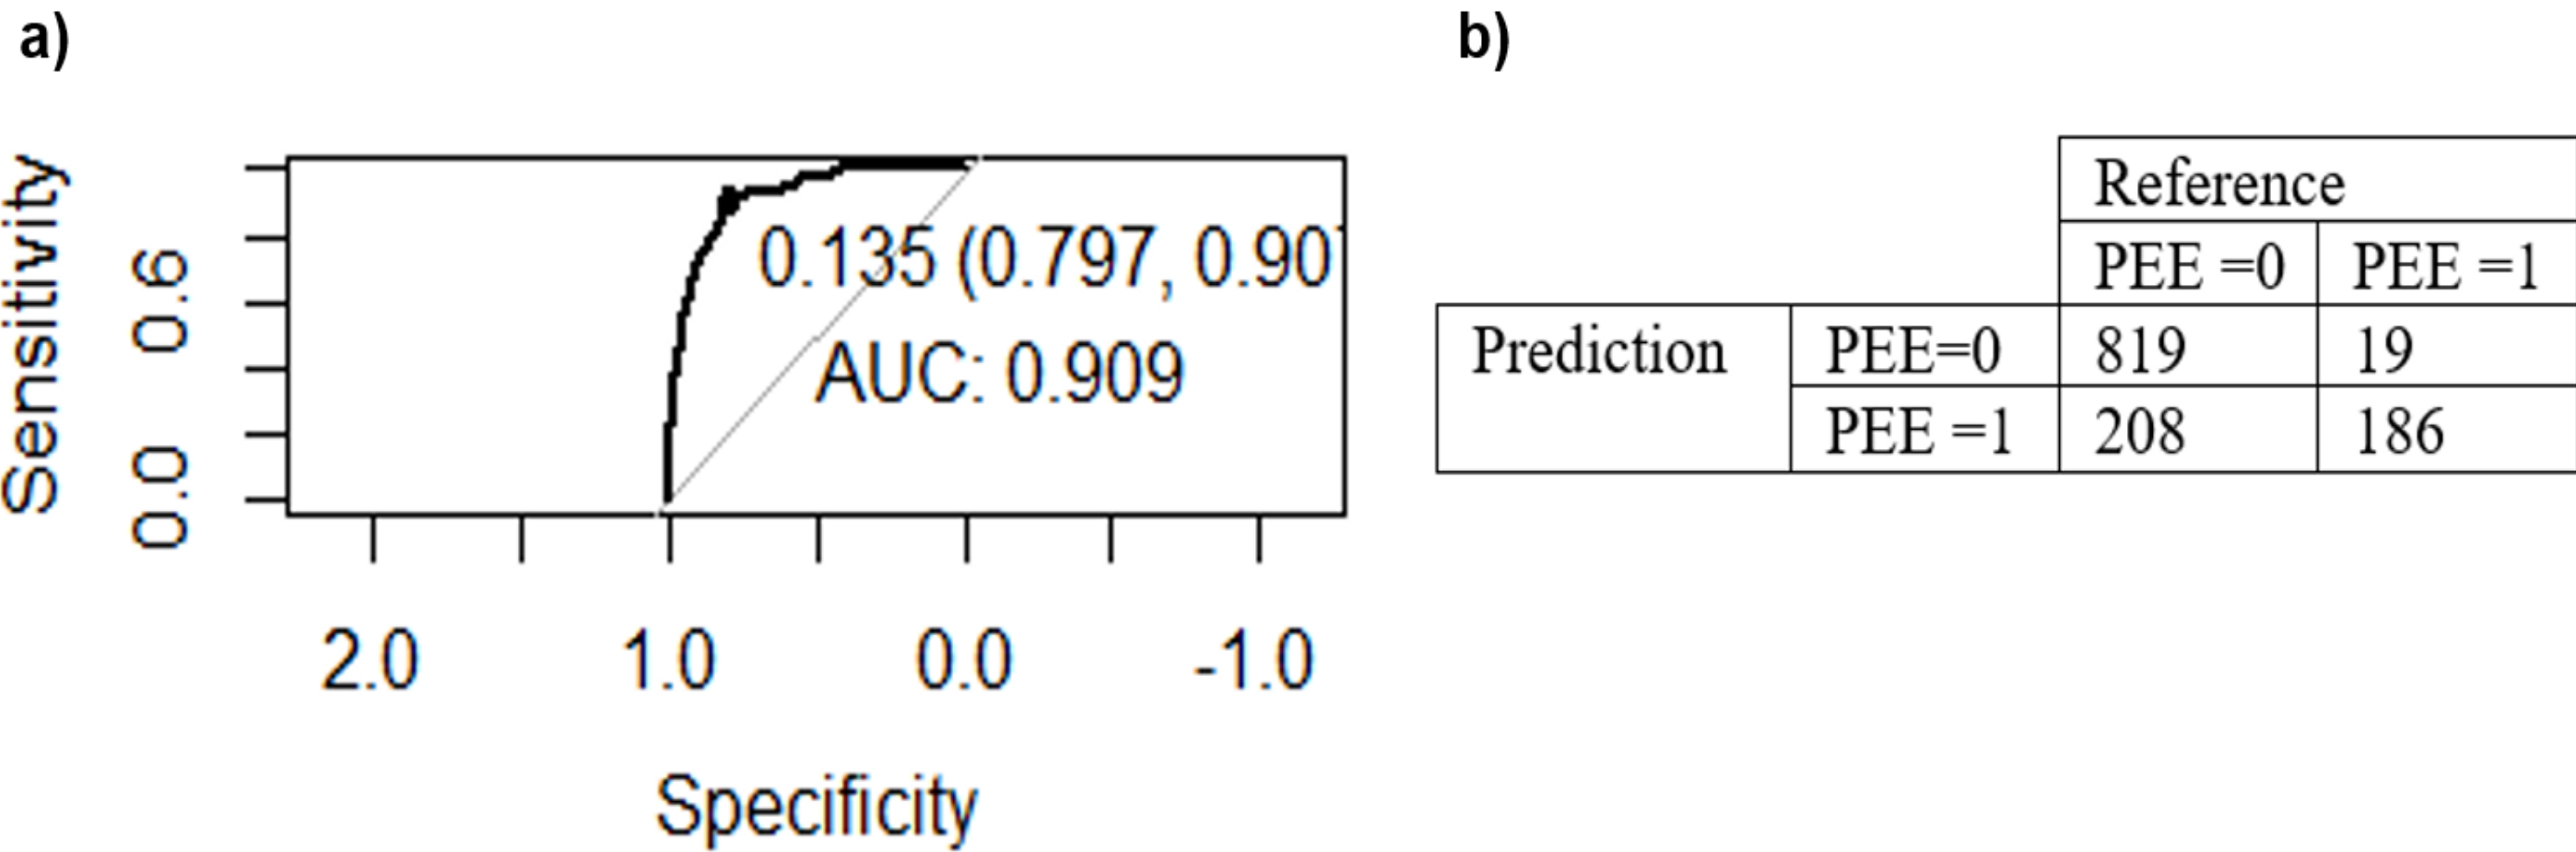 a)
Sensitivity
0.0 0.6
0.135 (0.797, 0.90
AUC: 0.909
2.0 1.0 0.0 -1.0
Specificity
b)
Reference
PEE =0 PEE =1
Prediction PEE=0 819 19
PEE =1 208 186